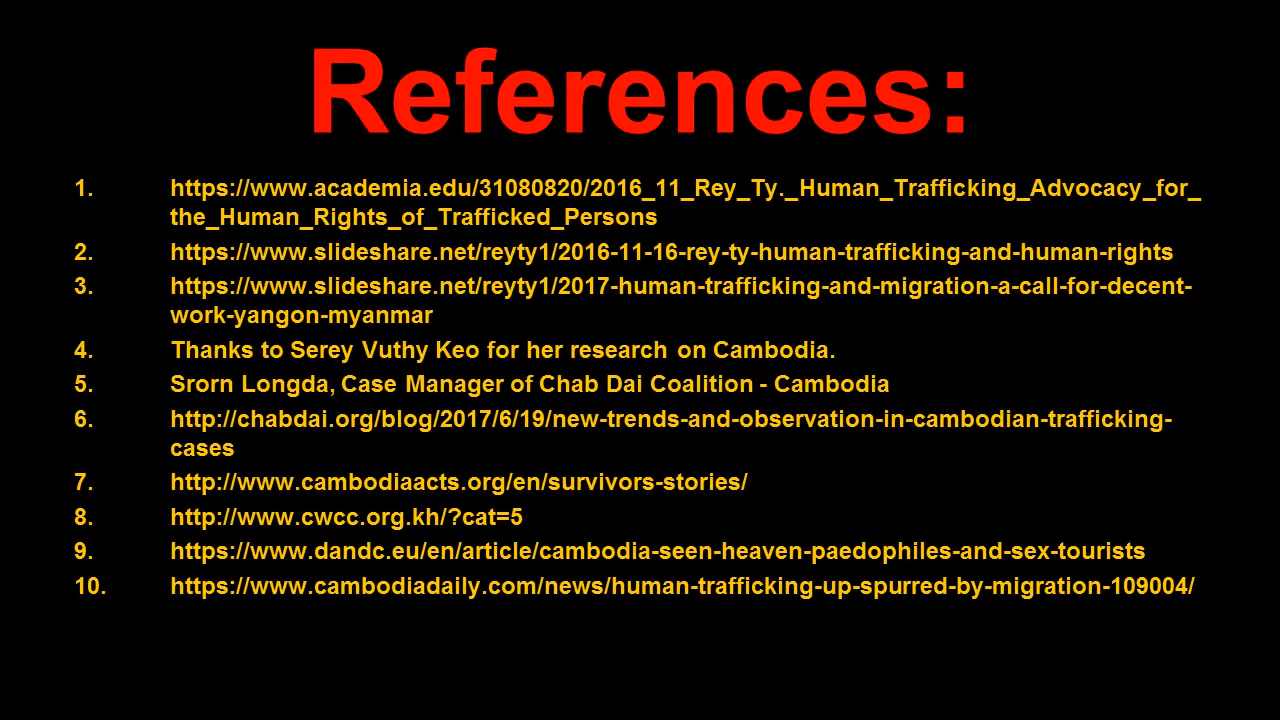 References:
1. https://www.academia.edu/31080820/2016_11_Rey_Ty._Human_Trafficking_Advocacy_for_
the_Human_Rights_of_Trafficked_Persons
2. https://www.slideshare.net/reyty1/2016-11-16-rey-ty-human-trafficking-and-human-rights
3. https://www.slideshare.net/reyty1/2017-human-trafficking-and-migration-a-call-for-decent-
work-yangon-myanmar
4. Thanks to Serey Vuthy Keo for her research on Cambodia.
5. Srorn Longda, Case Manager of Chab Dai Coalition - Cambodia
6. http://chabdai.org/blog/2017/6/19/new-trends-and-observation-in-cambodian-trafficking-
cases
7. http://www.cambodiaacts.org/en/survivors-stories/
8. http://www.cwcc.org.kh/?cat=5
9. https://www.dandc.eu/en/article/cambodia-seen-heaven-paedophiles-and-sex-tourists
10. https://www.cambodiadaily.com/news/human-trafficking-up-spurred-by-migration-109004/